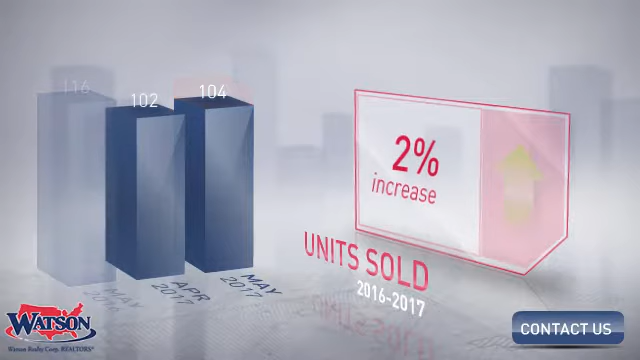 116
102
104
MAY
2016
APR
2017
MAY
2017
2%
increase
UNITS SOLD
2016-2017
WATSON
Watson Realty Corp. REALTORS®
CONTACT US